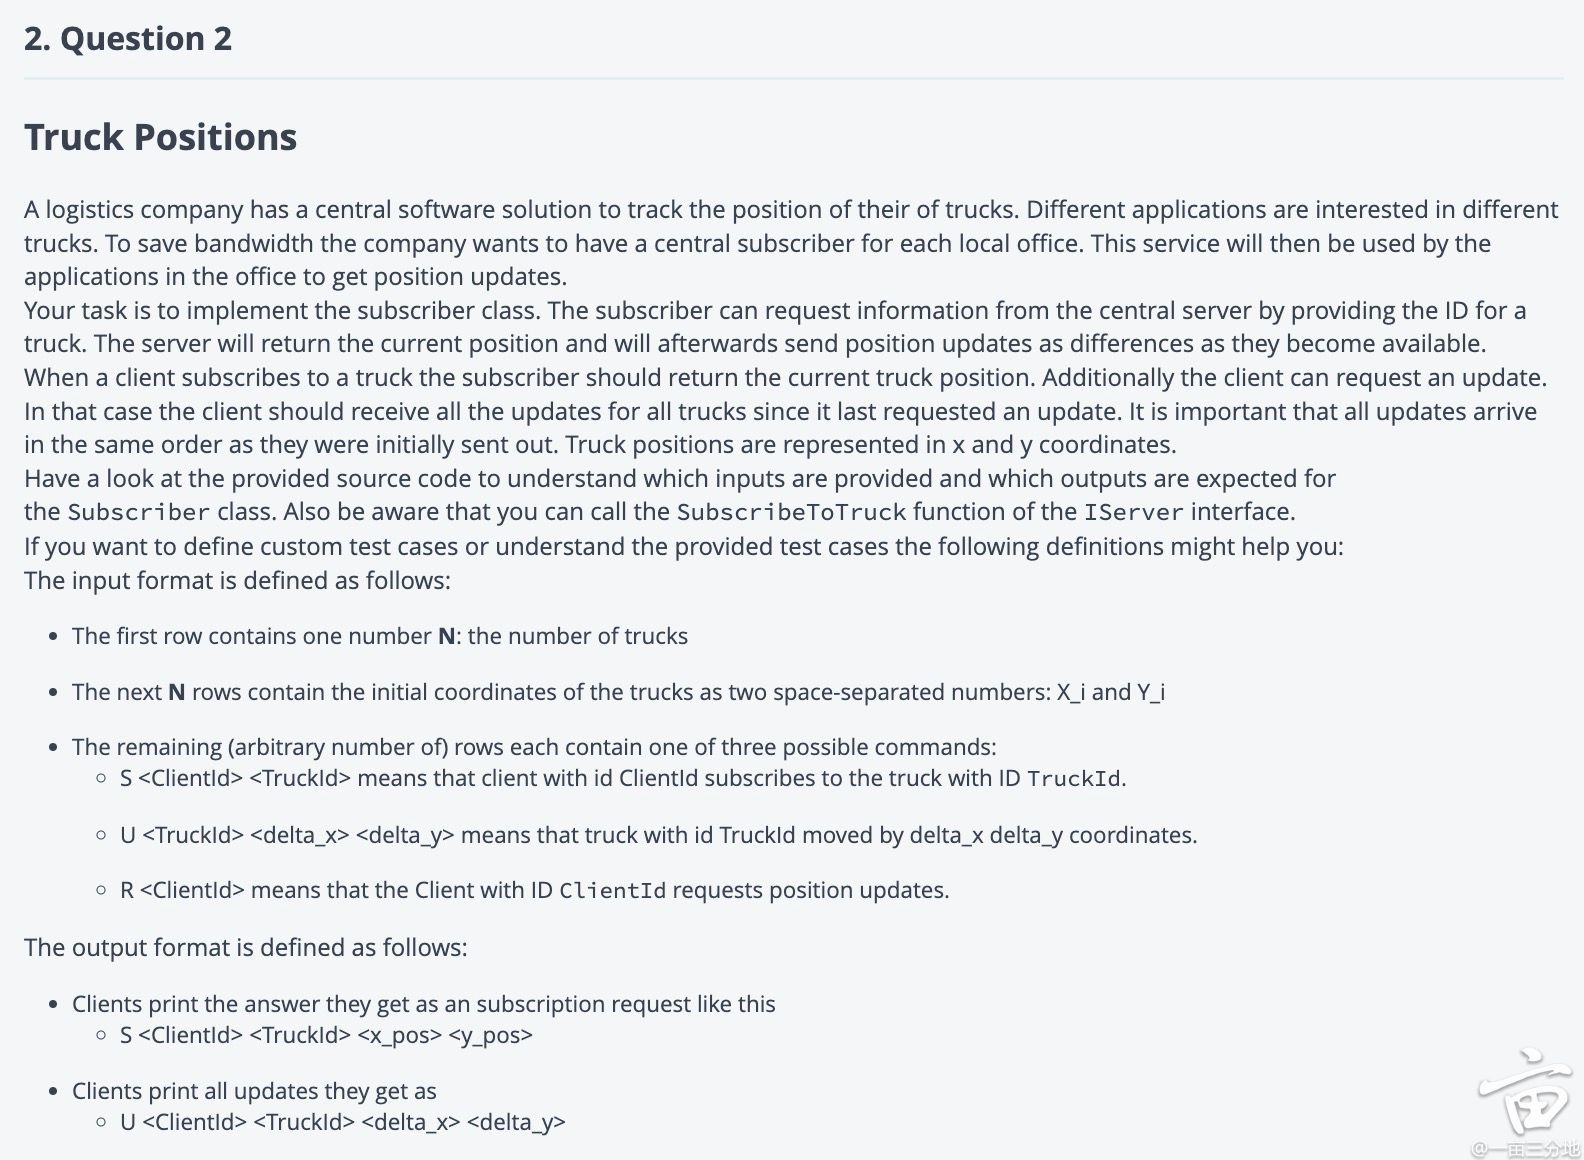 2. Question 2
Truck Positions
A logistics company has a central software solution to track the position of their of trucks. Different applications are interested in different
trucks. To save bandwidth the company wants to have a central subscriber for each local office. This service will then be used by the
applications in the office to get position updates.
Your task is to implement the subscriber class. The subscriber can request information from the central server by providing the ID for a
truck. The server will return the current position and will afterwards send position updates as differences as they become available.
When a client subscribes to a truck the subscriber should return the current truck position. Additionally the client can request an update.
In that case the client should receive all the updates for all trucks since it last requested an update. It is important that all updates arrive
in the same order as they were initially sent out. Truck positions are represented in x and y coordinates.
Have a look at the provided source code to understand which inputs are provided and which outputs are expected for
the Subscriber class. Also be aware that you can call the SubscribeToTruck function of the IServer interface.
If you want to define custom test cases or understand the provided test cases the following definitions might help you:
The input format is defined as follows:
• The first row contains one number N: the number of trucks
• The next N rows contain the initial coordinates of the trucks as two space-separated numbers: X_i and Y_i
• The remaining (arbitrary number of) rows each contain one of three possible commands:
◦ S <ClientId> <TruckId> means that client with id ClientId subscribes to the truck with ID TruckId.
◦ U <TruckId> <delta_x> <delta_y> means that truck with id TruckId moved by delta_x delta_y coordinates.
◦ R <ClientId> means that the Client with ID ClientId requests position updates.
The output format is defined as follows:
• Clients print the answer they get as an subscription request like this
◦ S <ClientId> <TruckId> <x_pos> <y_pos>
• Clients print all updates they get as
◦ U <ClientId> <TruckId> <delta_x> <delta_y>
亩
@一亩三分地